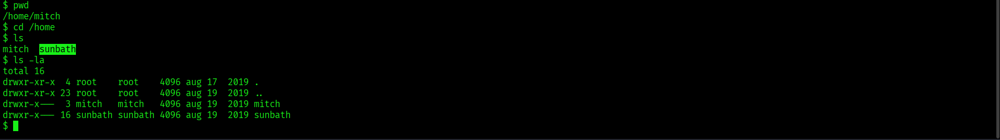 $ pwd
/home/mitch
$ cd /home
$ ls
mitch  sunbath
$ ls -la
total 16
drwxr-xr-x  4 root    root    4096 aug 17  2019 .
drwxr-xr-x 23 root    root    4096 aug 19  2019 ..
drwxr-x---  3 mitch   mitch   4096 aug 19  2019 mitch
drwxr-x--- 16 sunbath sunbath 4096 aug 19  2019 sunbath
$